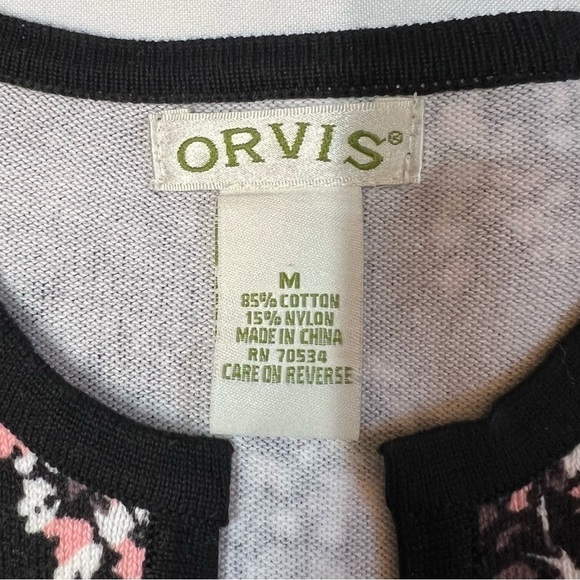 ORVIS®
M
85% COTTON
15% NYLON
MADE IN CHINA
RN 70534
CARE ON REVERSE